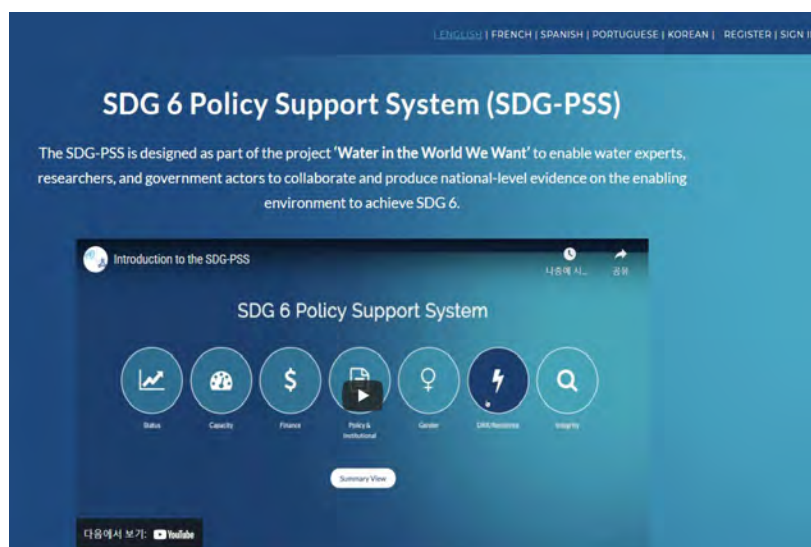 | ENGLISH | FRENCH | SPANISH | PORTUGUESE | KOREAN | REGISTER | SIGN I
SDG 6 Policy Support System (SDG-PSS)
The SDG-PSS is designed as part of the project 'Water in the World We Want' to enable water experts,
researchers, and government actors to collaborate and produce national-level evidence on the enabling
environment to achieve SDG 6.
Introduction to the SDG-PSS
나중에 시...
공유
SDG 6 Policy Support System
Status
Capacity
Finance
Policy &
Institutional
Gender
DRR/Resilience
Integrity
Summary View
다음에서 보기: YouTube